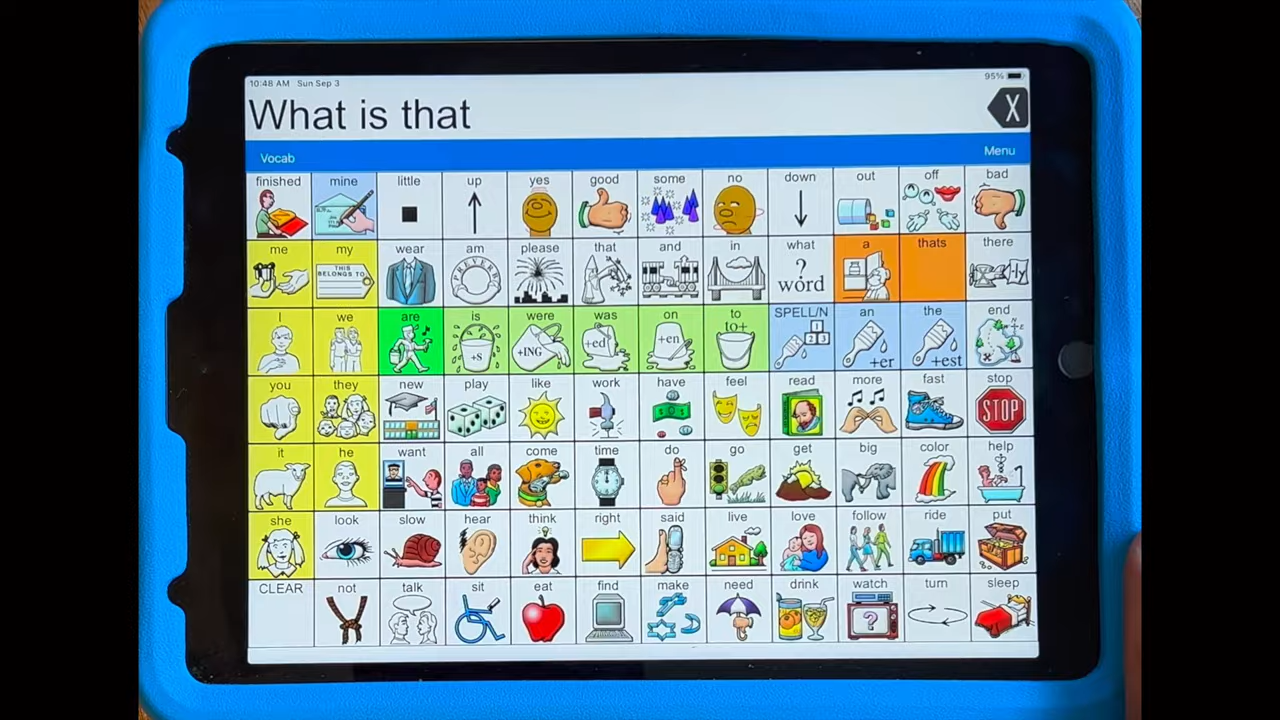 10:48 AM Sun Sep 3 95%
What is that X
Vocab Menu
finished mine little up yes good some no down out off bad
me my wear am please that and in what a thats there
THIS BELONGS TO PREVERB ? word
I we are is were was on to SPELL/N an the end
+S +ING +ed +en to+ 1 2 3 +er +est N
you they new play like work have feel read more fast stop
STOP
it he want all come time do go get big color help
she look slow hear think right said live love follow ride put
CLEAR not talk sit eat find make need drink watch turn sleep
?